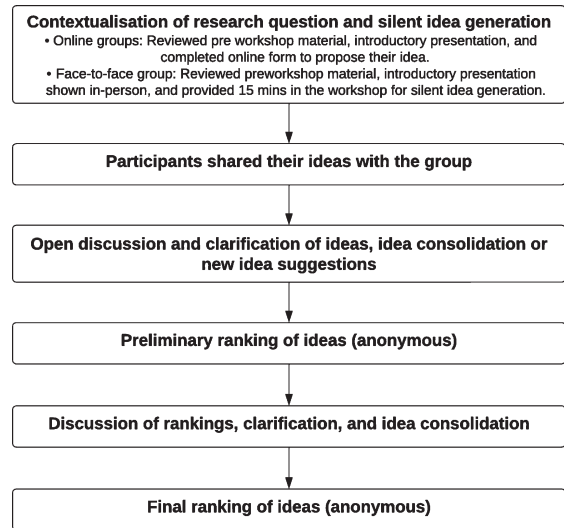 Contextualisation of research question and silent idea generation
• Online groups: Reviewed pre workshop material, introductory presentation, and
completed online form to propose their idea.
• Face-to-face group: Reviewed preworkshop material, introductory presentation
shown in-person, and provided 15 mins in the workshop for silent idea generation.
Participants shared their ideas with the group
Open discussion and clarification of ideas, idea consolidation or
new idea suggestions
Preliminary ranking of ideas (anonymous)
Discussion of rankings, clarification, and idea consolidation
Final ranking of ideas (anonymous)